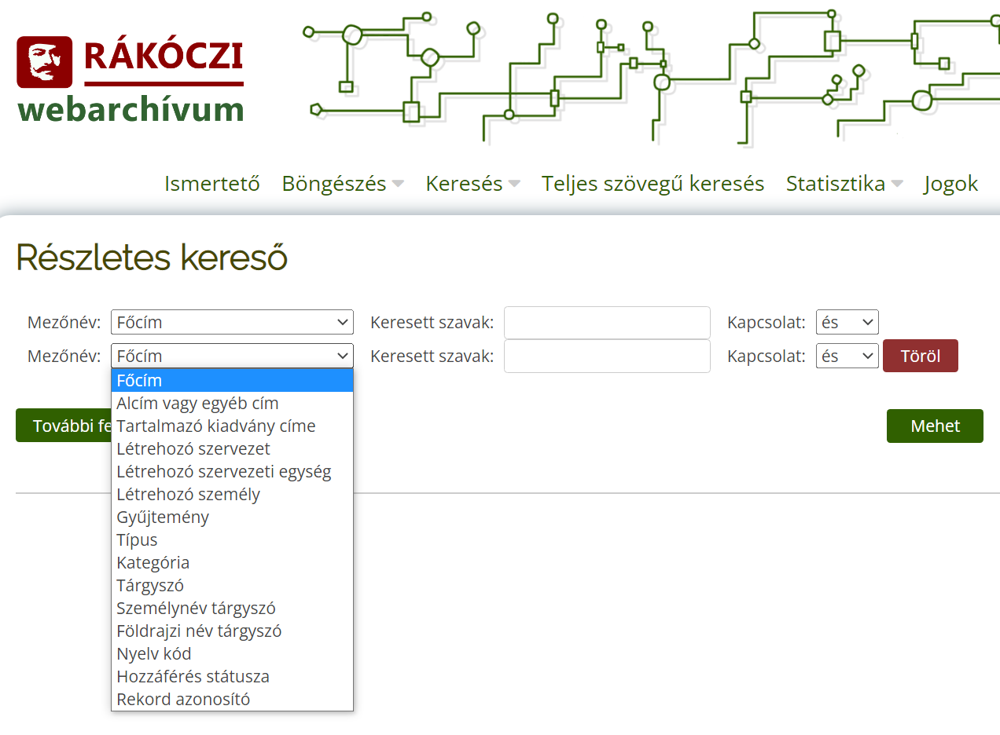 RÁKÓCZI
webarchívum
Ismertető Böngészés Keresés Teljes szövegű keresés Statisztika Jogok
Részletes kereső
Mezőnév: Főcím Keresett szavak: Kapcsolat: és
Mezőnév: Főcím Keresett szavak: Kapcsolat: és Töröl
Főcím
Alcím vagy egyéb cím
További fe
Tartalmazó kiadvány címe
Mehet
Létrehozó szervezet
Létrehozó szervezeti egység
Létrehozó személy
Gyűjtemény
Típus
Kategória
Tárgyszó
Személynév tárgyszó
Földrajzi név tárgyszó
Nyelv kód
Hozzáférés státusza
Rekord azonosító